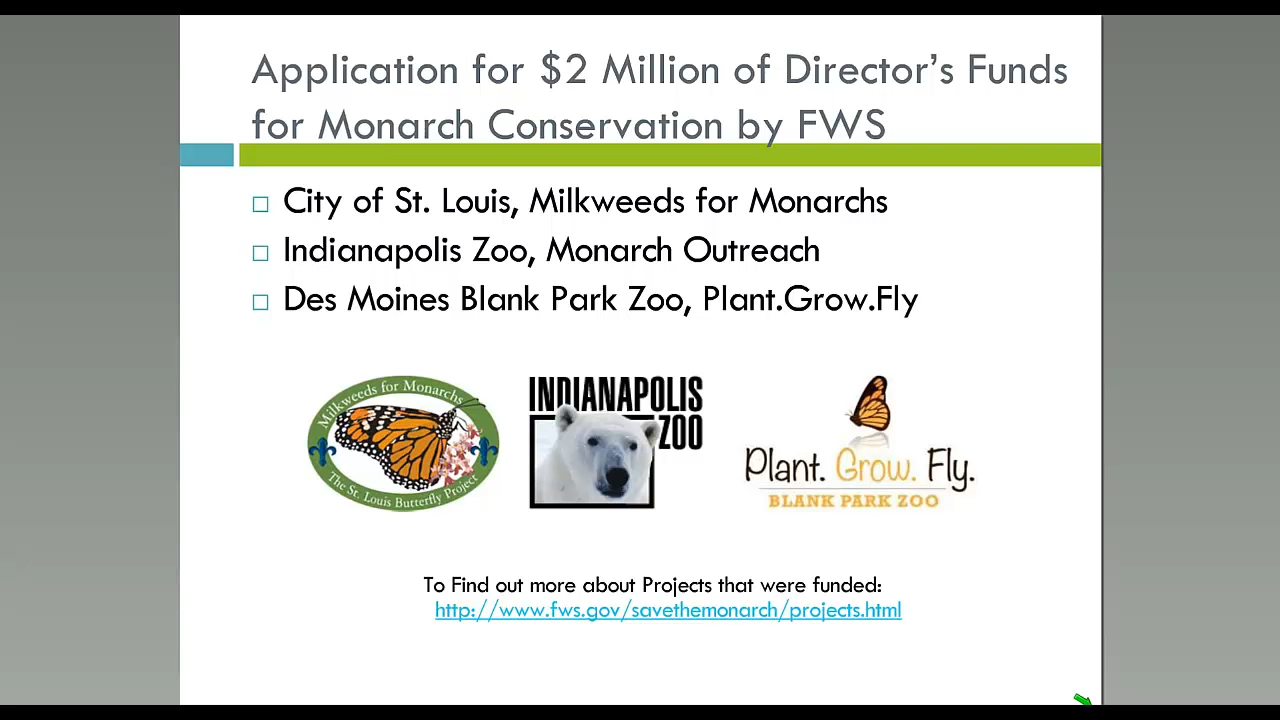 Application for $2 Million of Director’s Funds
for Monarch Conservation by FWS
City of St. Louis, Milkweeds for Monarchs
Indianapolis Zoo, Monarch Outreach
Des Moines Blank Park Zoo, Plant.Grow.Fly
Milkweeds for Monarchs
The St. Louis Butterfly Project
INDIANAPOLIS
ZOO
Plant. Grow. Fly.
BLANK PARK ZOO
To Find out more about Projects that were funded:
http://www.fws.gov/savethemonarch/projects.html